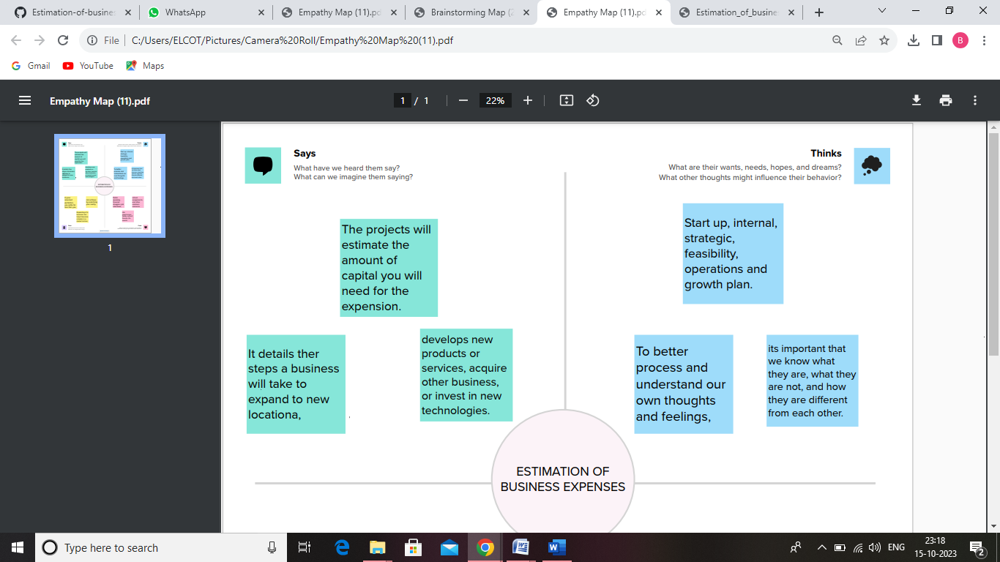 Estimation-of-busines
WhatsApp
Empathy Map (11).pd
Brainstorming Map (2
Empathy Map (11).pd
Estimation_of_busine
File
C:/Users/ELCOT/Pictures/Camera%20Roll/Empathy%20Map%20(11).pdf
B
Gmail
YouTube
Maps
Empathy Map (11).pdf
1 / 1
22%
1
Says
What have we heard them say?
What can we imagine them saying?
Thinks
What are their wants, needs, hopes, and dreams?
What other thoughts might influence their behavior?
The projects will
estimate the
amount of
capital you will
need for the
expension.
Start up, internal,
strategic,
feasibility,
operations and
growth plan.
It details ther
steps a business
will take to
expand to new
locationa,
develops new
products or
services, acquire
other business,
or invest in new
technologies.
To better
process and
understand our
own thoughts
and feelings,
its important that
we know what
they are, what they
are not, and how
they are different
from each other.
ESTIMATION OF
BUSINESS EXPENSES
Type here to search
ENG
23:18
15-10-2023
2